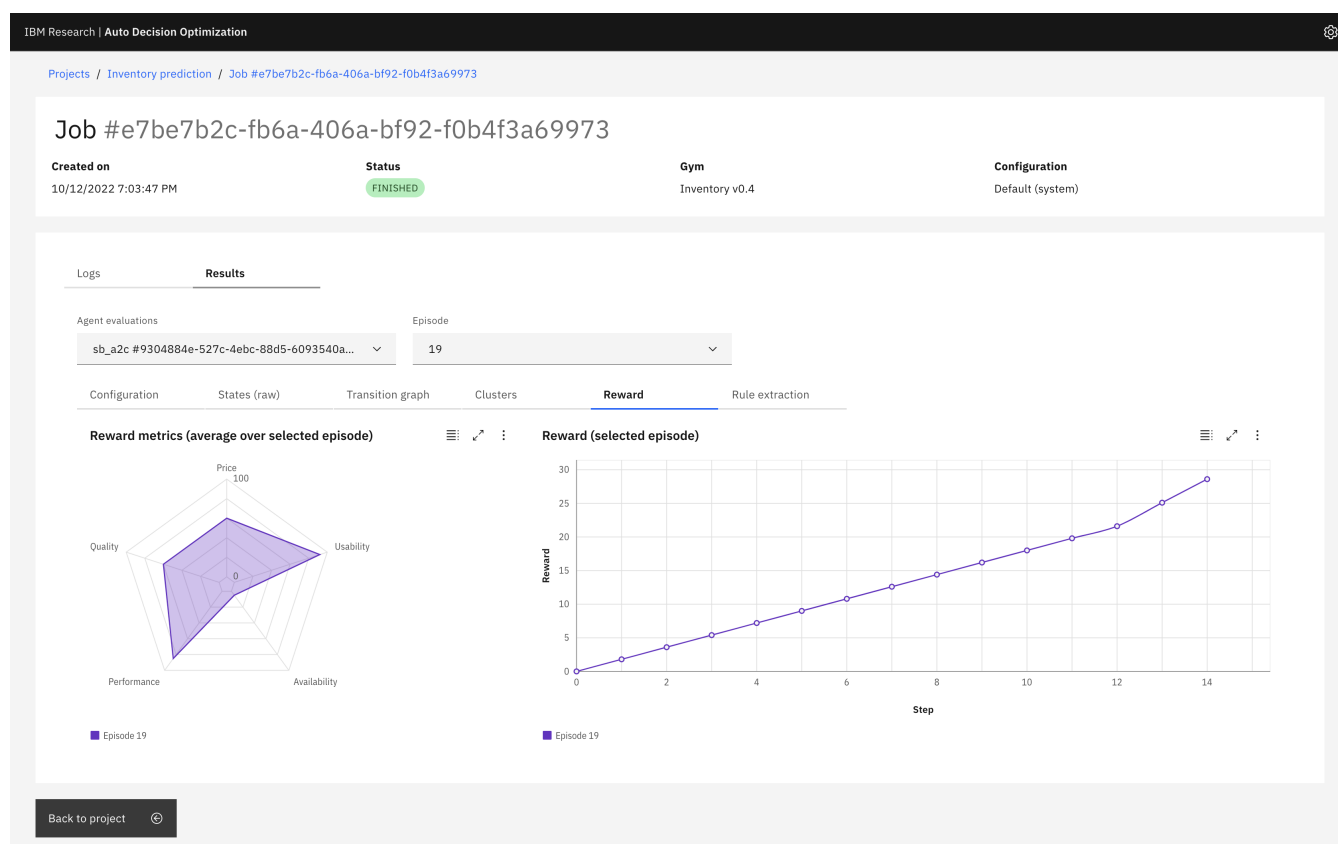 IBM Research | Auto Decision Optimization
Projects / Inventory prediction / Job #e7be7b2c-fb6a-406a-bf92-f0b4f3a69973
Job #e7be7b2c-fb6a-406a-bf92-f0b4f3a69973
Created on Status Gym Configuration
10/12/2022 7:03:47 PM FINISHED Inventory v0.4 Default (system)
Logs Results
Agent evaluations Episode
sb_a2c #9304884e-527c-4ebc-88d5-6093540a... 19
Configuration States (raw) Transition graph Clusters Reward Rule extraction
Reward metrics (average over selected episode)
Price
100
Quality
Usability
0
Performance
Availability
Episode 19
Reward (selected episode)
30
25
20
15
10
5
0
Reward
0 2 4 6 8 10 12 14
Step
Episode 19
Back to project